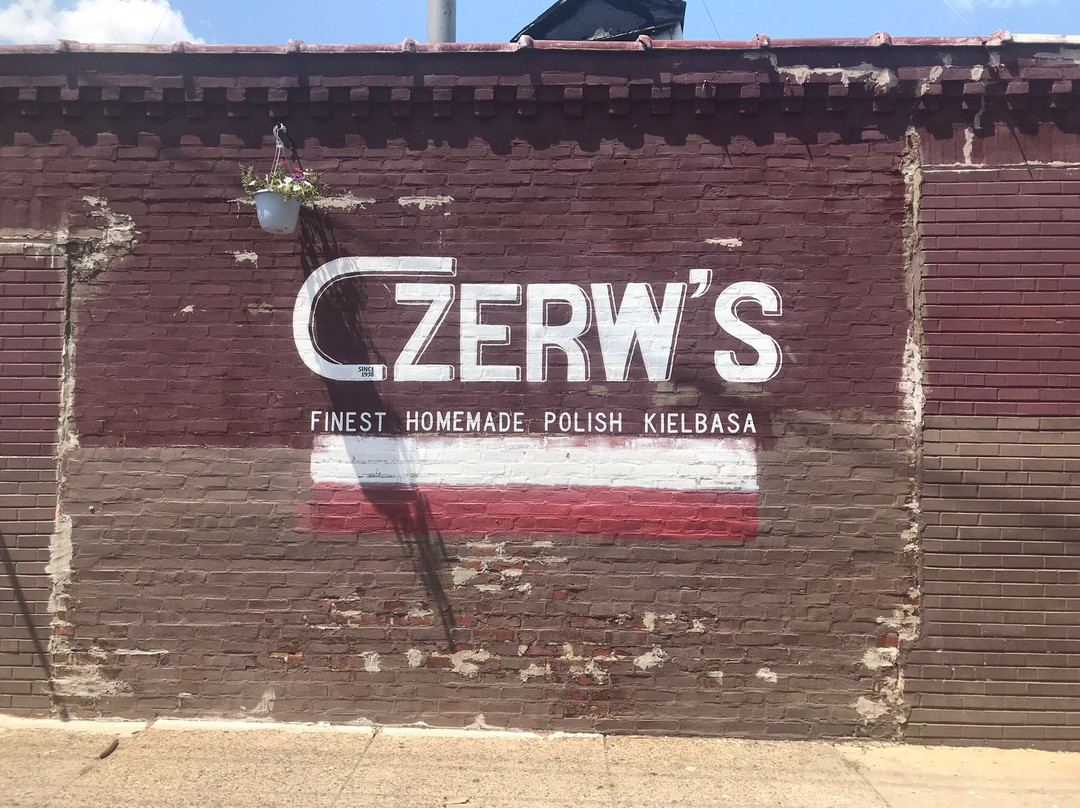 CZERW'S
SINCE
1938
FINEST HOMEMADE POLISH KIELBASA